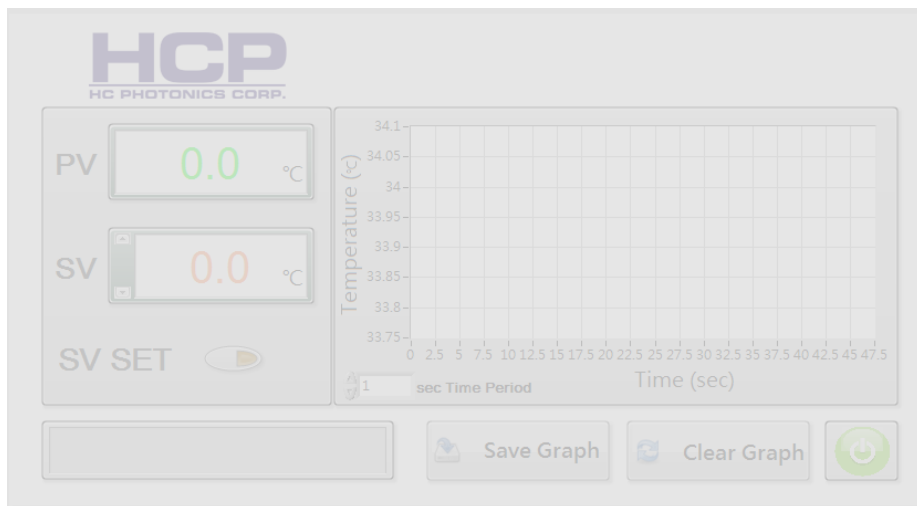 HCP
HC PHOTONICS CORP.
PV 0.0 °C
SV 0.0 °C
SV SET
Temperature (℃)
34.1
34.05
34
33.95
33.9
33.85
33.8
33.75
0 2.5 5 7.5 10 12.5 15 17.5 20 22.5 25 27.5 30 32.5 35 37.5 40 42.5 45 47.5
Time (sec)
1 sec Time Period
Save Graph
Clear Graph